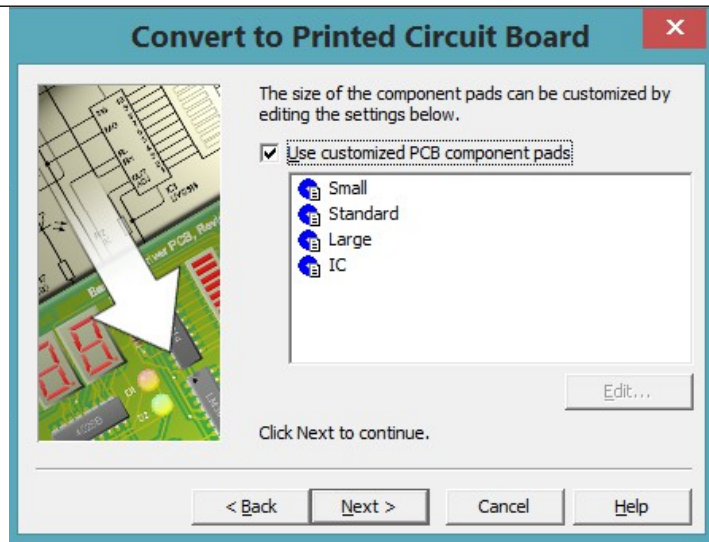 Convert to Printed Circuit Board
The size of the component pads can be customized by
editing the settings below.
Use customized PCB component pads
Small
Standard
Large
IC
Edit...
Click Next to continue.
< Back
Next >
Cancel
Help